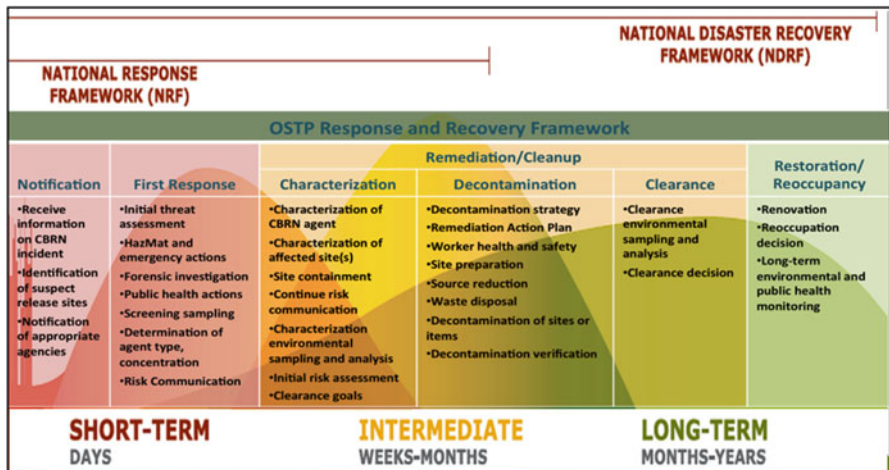 NATIONAL DISASTER RECOVERY
FRAMEWORK (NDRF)
NATIONAL RESPONSE
FRAMEWORK (NRF)
OSTP Response and Recovery Framework
Remediation/Cleanup
Notification
First Response
Characterization
Decontamination
Clearance
Restoration/
Reoccupancy
•Receive
information
on CBRN
incident
•Identification
of suspect
release sites
•Notification
of appropriate
agencies
•Initial threat
assessment
•HazMat and
emergency actions
•Forensic investigation
•Public health actions
•Screening sampling
•Determination of
agent type,
concentration
•Risk Communication
•Characterization of
CBRN agent
•Characterization of
affected site(s)
•Site containment
•Continue risk
communication
•Characterization
environmental
sampling and analysis
•Initial risk assessment
•Clearance goals
•Decontamination strategy
•Remediation Action Plan
•Worker health and safety
•Site preparation
•Source reduction
•Waste disposal
•Decontamination of sites or
items
•Decontamination verification
•Clearance
environmental
sampling and
analysis
•Clearance decision
•Renovation
•Reoccupation
decision
•Long-term
environmental and
public health
monitoring
SHORT-TERM
DAYS
INTERMEDIATE
WEEKS-MONTHS
LONG-TERM
MONTHS-YEARS